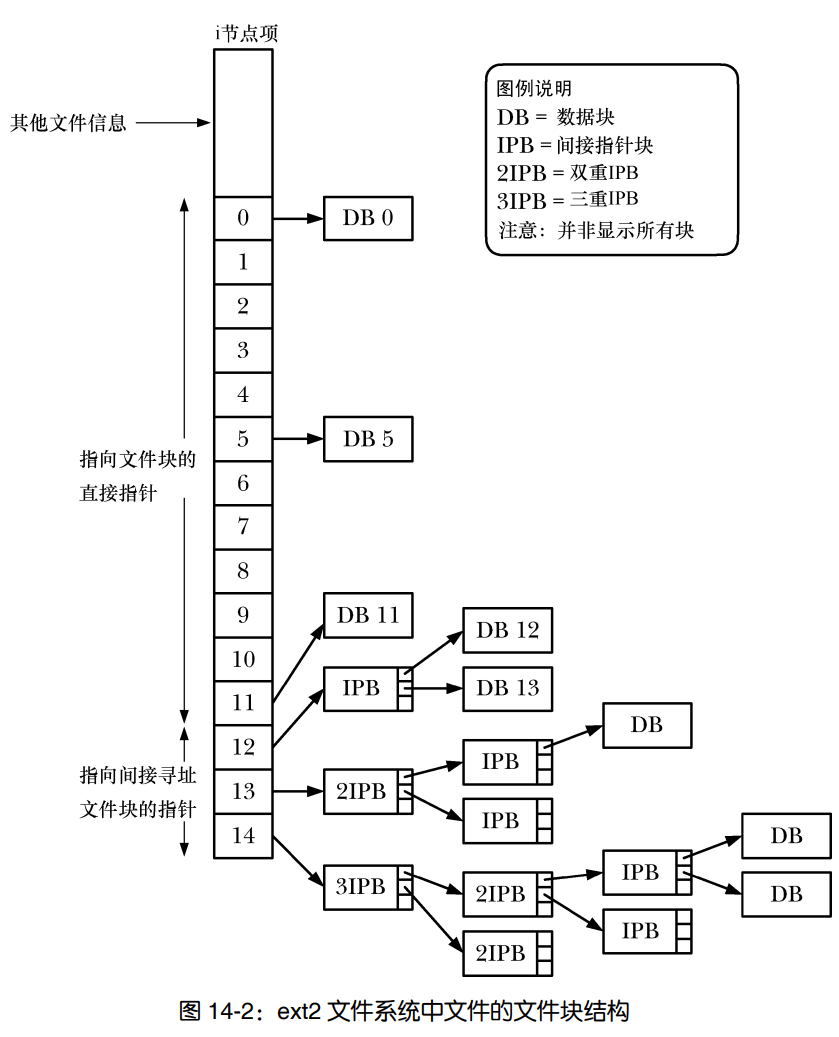 i节点项
其他文件信息
图例说明
DB = 数据块
IPB = 间接指针块
2IPB = 双重IPB
3IPB = 三重IPB
注意：并非显示所有块
0
DB 0
1
2
3
4
5
DB 5
指向文件块的
直接指针
6
7
8
9
10
11
DB 11
DB 12
IPB
DB 13
12
13
14
指向间接寻址
文件块的指针
2IPB
IPB
DB
IPB
3IPB
2IPB
IPB
DB
DB
IPB
2IPB
图 14-2：ext2 文件系统中文件的文件块结构